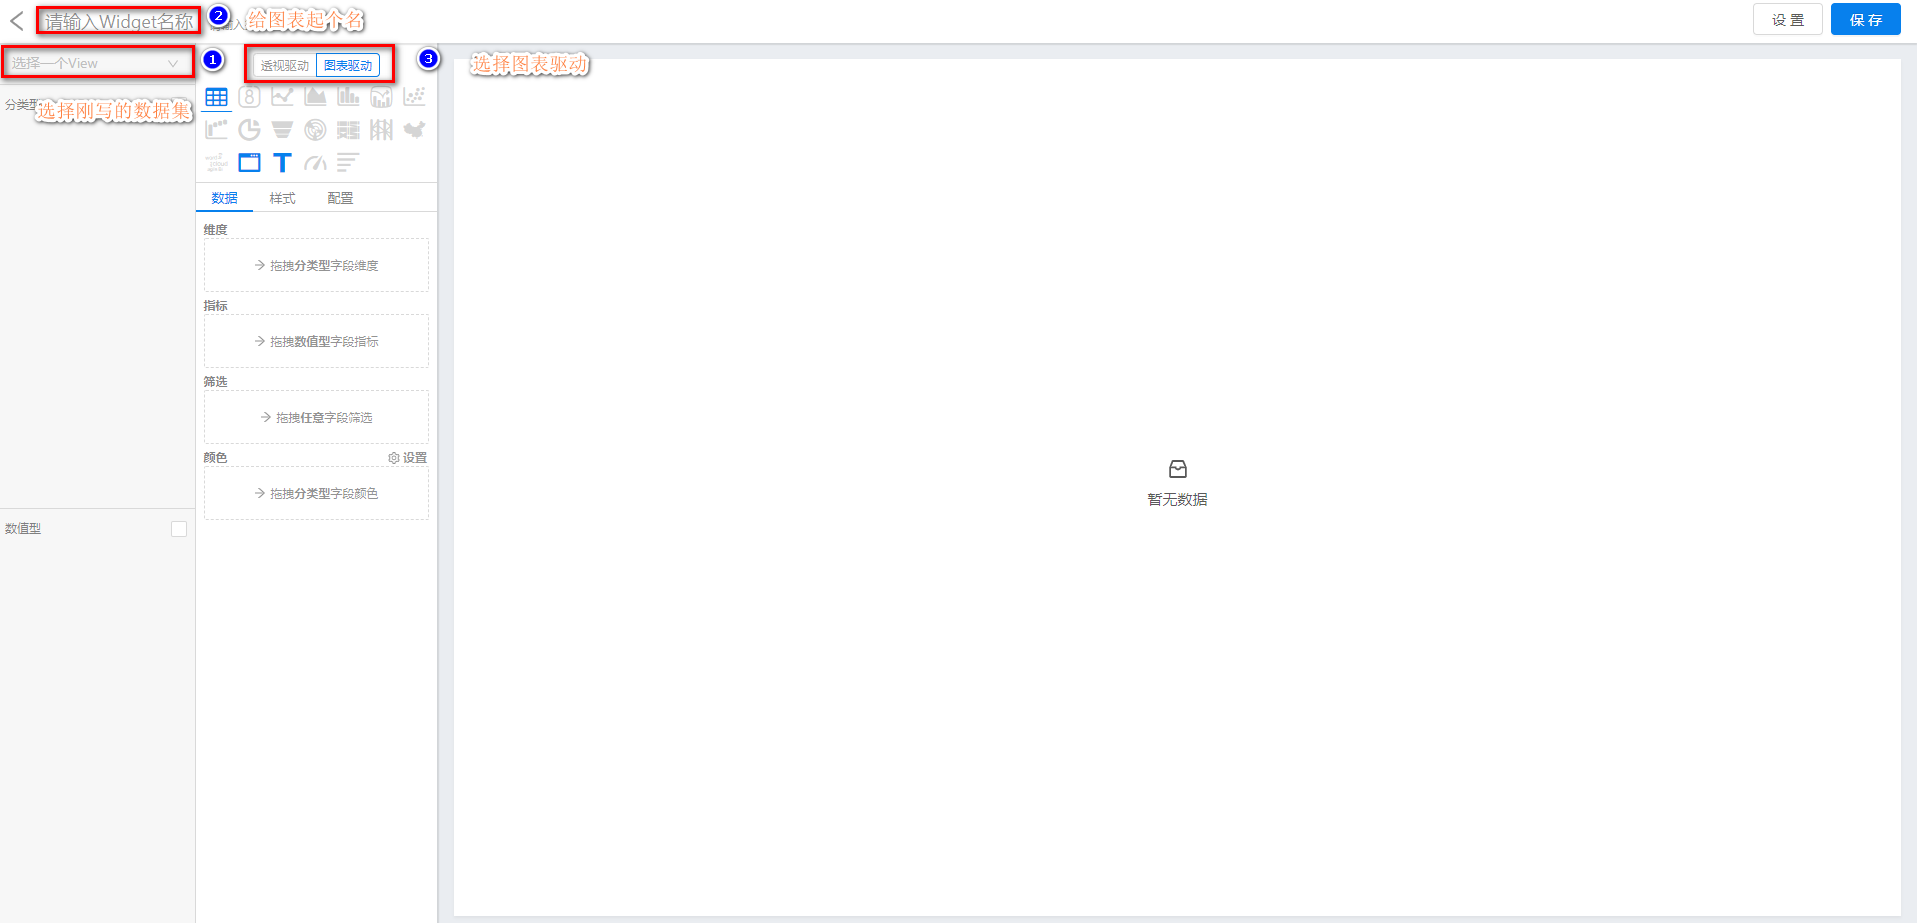 请输入Widget名称
2
给图表起个名
设 置
保 存
选择一个View
1
透视驱动
图表驱动
3
选择图表驱动
分类型
选择刚写的数据集
8
T
数据
样式
配置
维度
拖拽分类型字段维度
指标
拖拽数值型字段指标
筛选
拖拽任意字段筛选
颜色
设置
拖拽分类型字段颜色
数值型
暂无数据